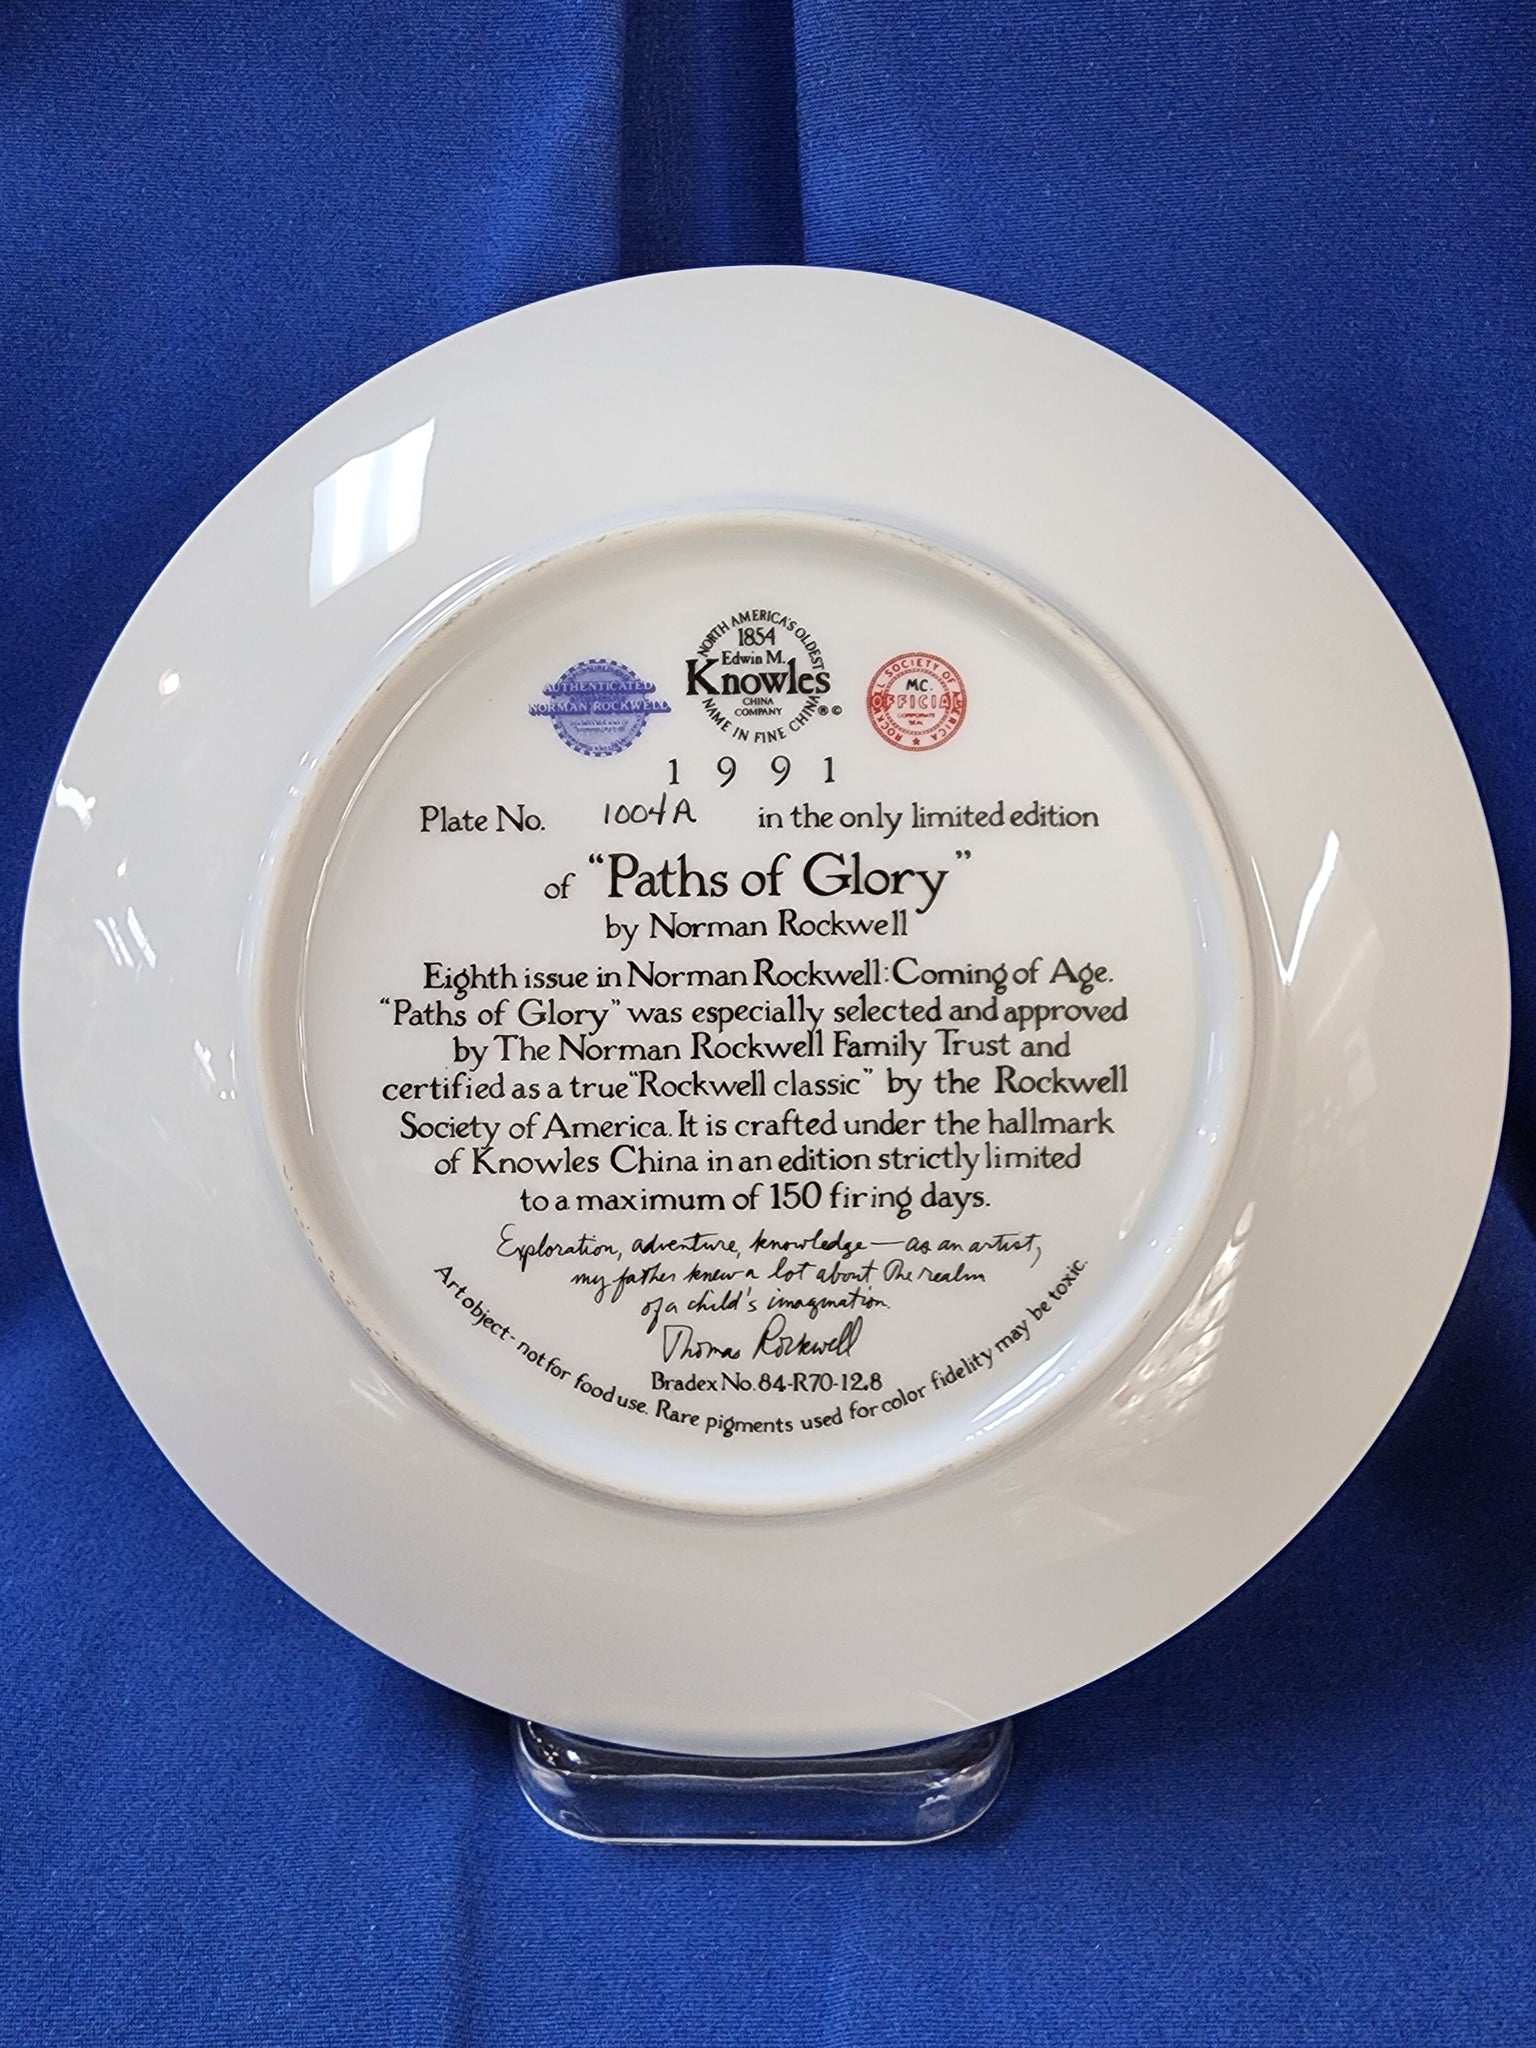 NORTH AMERICA'S OLDEST
1854
Edwin M.
Knowles
CHINA
COMPANY
NAME IN FINE CHINA
®©
AUTHENTICATED
NORMAN ROCKWELL
ROCKWELL SOCIETY OF AMERICA
MC.
OFFICIAL
CORPORATE
SEAL
1991
Plate No. 1004A in the only limited edition
of "Paths of Glory"
by Norman Rockwell
Eighth issue in Norman Rockwell: Coming of Age.
"Paths of Glory" was especially selected and approved
by The Norman Rockwell Family Trust and
certified as a true "Rockwell classic" by the Rockwell
Society of America. It is crafted under the hallmark
of Knowles China in an edition strictly limited
to a maximum of 150 firing days.
Exploration, adventure, knowledge—as an artist,
my father knew a lot about the realm
of a child's imagination.
Thomas Rockwell
Bradex No. 84-R70-12.8
Art object - not for food use. Rare pigments used for color fidelity may be toxic.